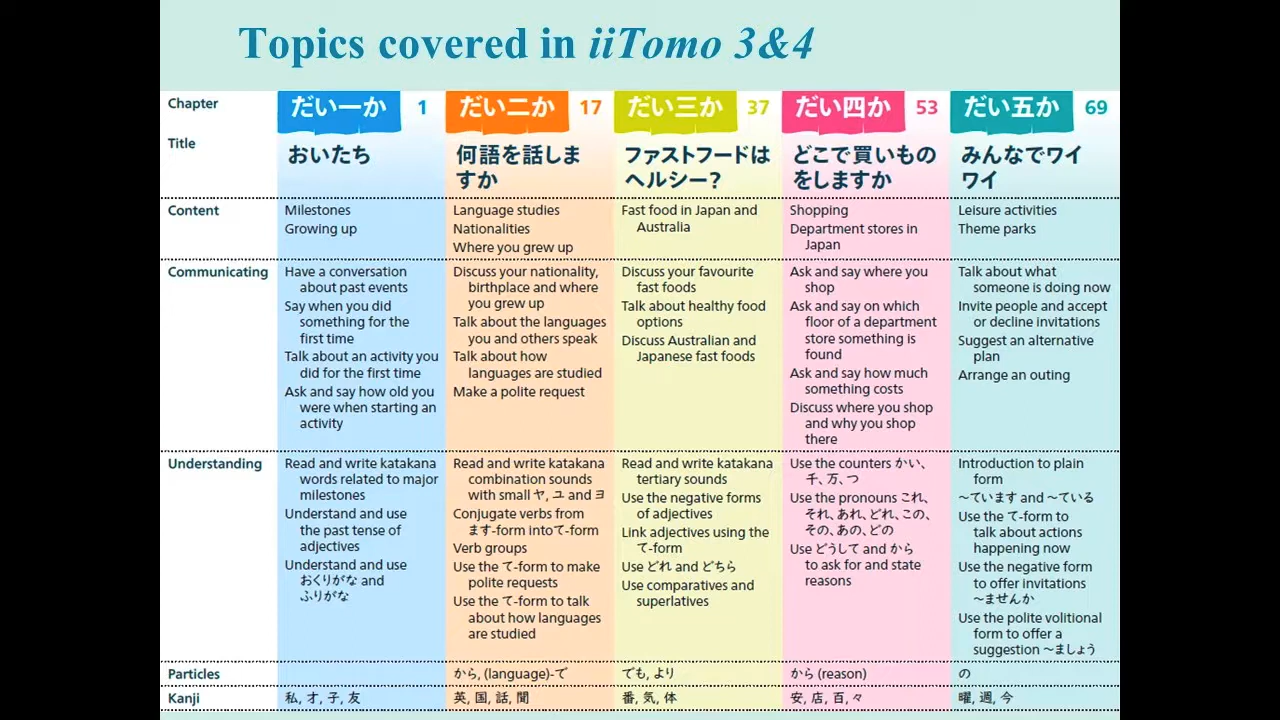 Topics covered in iiTomo 3&4
Chapter
だい一か 1
だい二か 17
だい三か 37
だい四か 53
だい五か 69
Title
おいたち
何語を話しま
すか
ファストフードは
ヘルシー？
どこで買いもの
をしますか
みんなでワイ
ワイ
Content
Milestones
Growing up
Language studies
Nationalities
Where you grew up
Fast food in Japan and
Australia
Shopping
Department stores in
Japan
Leisure activities
Theme parks
Communicating
Have a conversation
about past events
Say when you did
something for the
first time
Talk about an activity you
did for the first time
Ask and say how old you
were when starting an
activity
Discuss your nationality,
birthplace and where
you grew up
Talk about the languages
you and others speak
Talk about how
languages are studied
Make a polite request
Discuss your favourite
fast foods
Talk about healthy food
options
Discuss Australian and
Japanese fast foods
Ask and say where you
shop
Ask and say on which
floor of a department
store something is
found
Ask and say how much
something costs
Discuss where you shop
and why you shop
there
Talk about what
someone is doing now
Invite people and accept
or decline invitations
Suggest an alternative
plan
Arrange an outing
Understanding
Read and write katakana
words related to major
milestones
Understand and use
the past tense of
adjectives
Understand and use
おくりがな and
ふりがな
Read and write katakana
combination sounds
with small ヤ, ユ and ヨ
Conjugate verbs from
ます-form intoて-form
Verb groups
Use the て-form to make
polite requests
Use the て-form to talk
about how languages
are studied
Read and write katakana
tertiary sounds
Use the negative forms
of adjectives
Link adjectives using the
て-form
Use どれ and どちら
Use comparatives and
superlatives
Use the counters かい、
千、万、つ
Use the pronouns これ、
それ、あれ、どれ、この、
その、あの、どの
Use どうして and から
to ask for and state
reasons
Introduction to plain
form
～ています and ～ている
Use the て-form to
talk about actions
happening now
Use the negative form
to offer invitations
～ませんか
Use the polite volitional
form to offer a
suggestion ～ましょう
Particles
から, (language)-で
でも, より
から (reason)
の
Kanji
私, 才, 子, 友
英, 国, 話, 聞
番, 気, 体
安, 店, 百, 々
曜, 週, 今